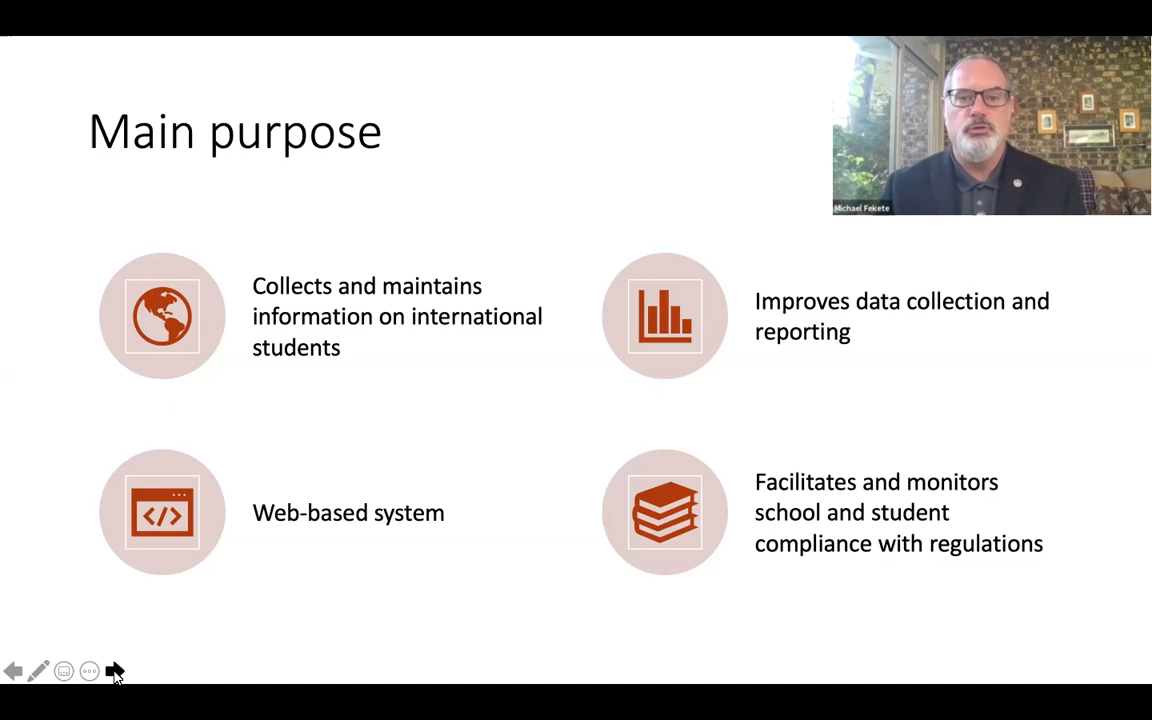 Main purpose
Michael Fekete
Collects and maintains
information on international
students
Improves data collection and
reporting
Web-based system
Facilitates and monitors
school and student
compliance with regulations